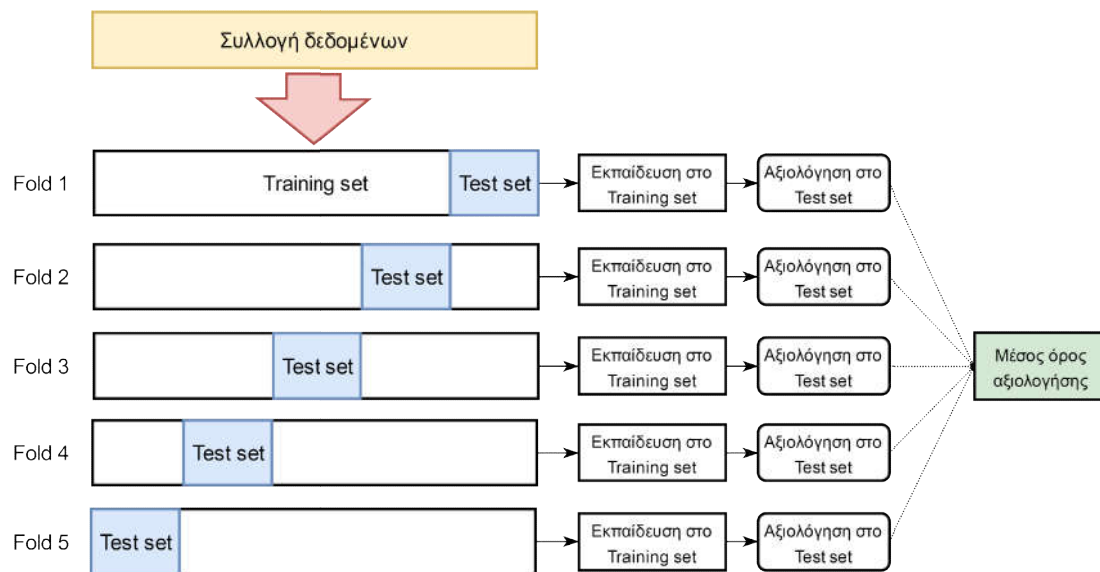 Συλλογή δεδομένων
Fold 1
Training set
Test set
Εκπαίδευση στο
Training set
Αξιολόγηση στο
Test set
Fold 2
Test set
Εκπαίδευση στο
Training set
Αξιολόγηση στο
Test set
Fold 3
Test set
Εκπαίδευση στο
Training set
Αξιολόγηση στο
Test set
Μέσος όρος
αξιολογήσης
Fold 4
Test set
Εκπαίδευση στο
Training set
Αξιολόγηση στο
Test set
Fold 5
Test set
Εκπαίδευση στο
Training set
Αξιολόγηση στο
Test set